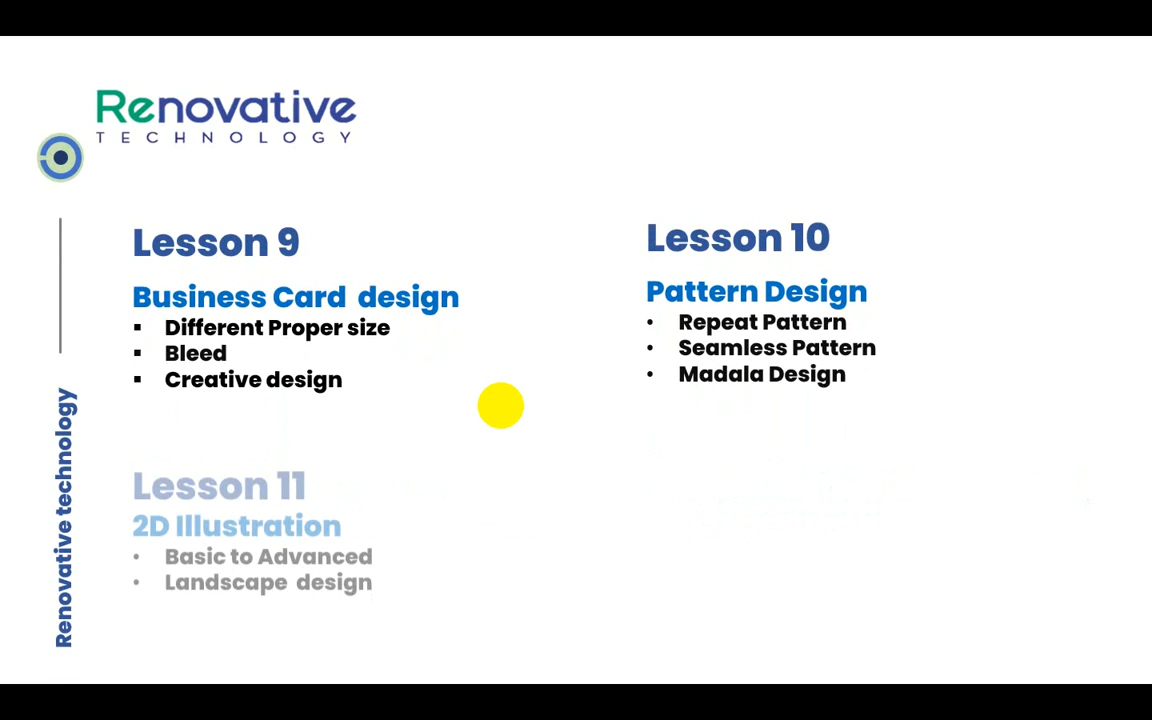 Renovative
TECHNOLOGY
Lesson 9
Business Card design
Different Proper size
Bleed
Creative design
Lesson 10
Pattern Design
Repeat Pattern
Seamless Pattern
Madala Design
Lesson 11
2D Illustration
Basic to Advanced
Landscape design
Renovative technology